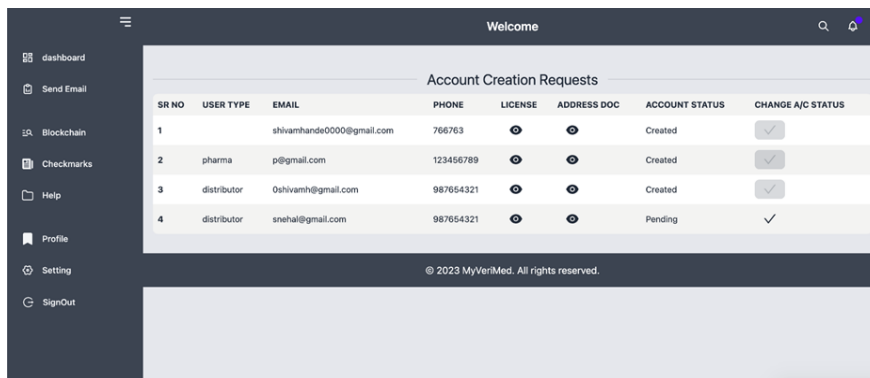 Welcome
dashboard
Send Email
Blockchain
Checkmarks
Help
Profile
Setting
SignOut
Account Creation Requests
SR NO USER TYPE EMAIL PHONE LICENSE ADDRESS DOC ACCOUNT STATUS CHANGE A/C STATUS
1 shivamhande0000@gmail.com 766763 Created
2 pharma p@gmail.com 123456789 Created
3 distributor 0shivamh@gmail.com 987654321 Created
4 distributor snehal@gmail.com 987654321 Pending
© 2023 MyVeriMed. All rights reserved.